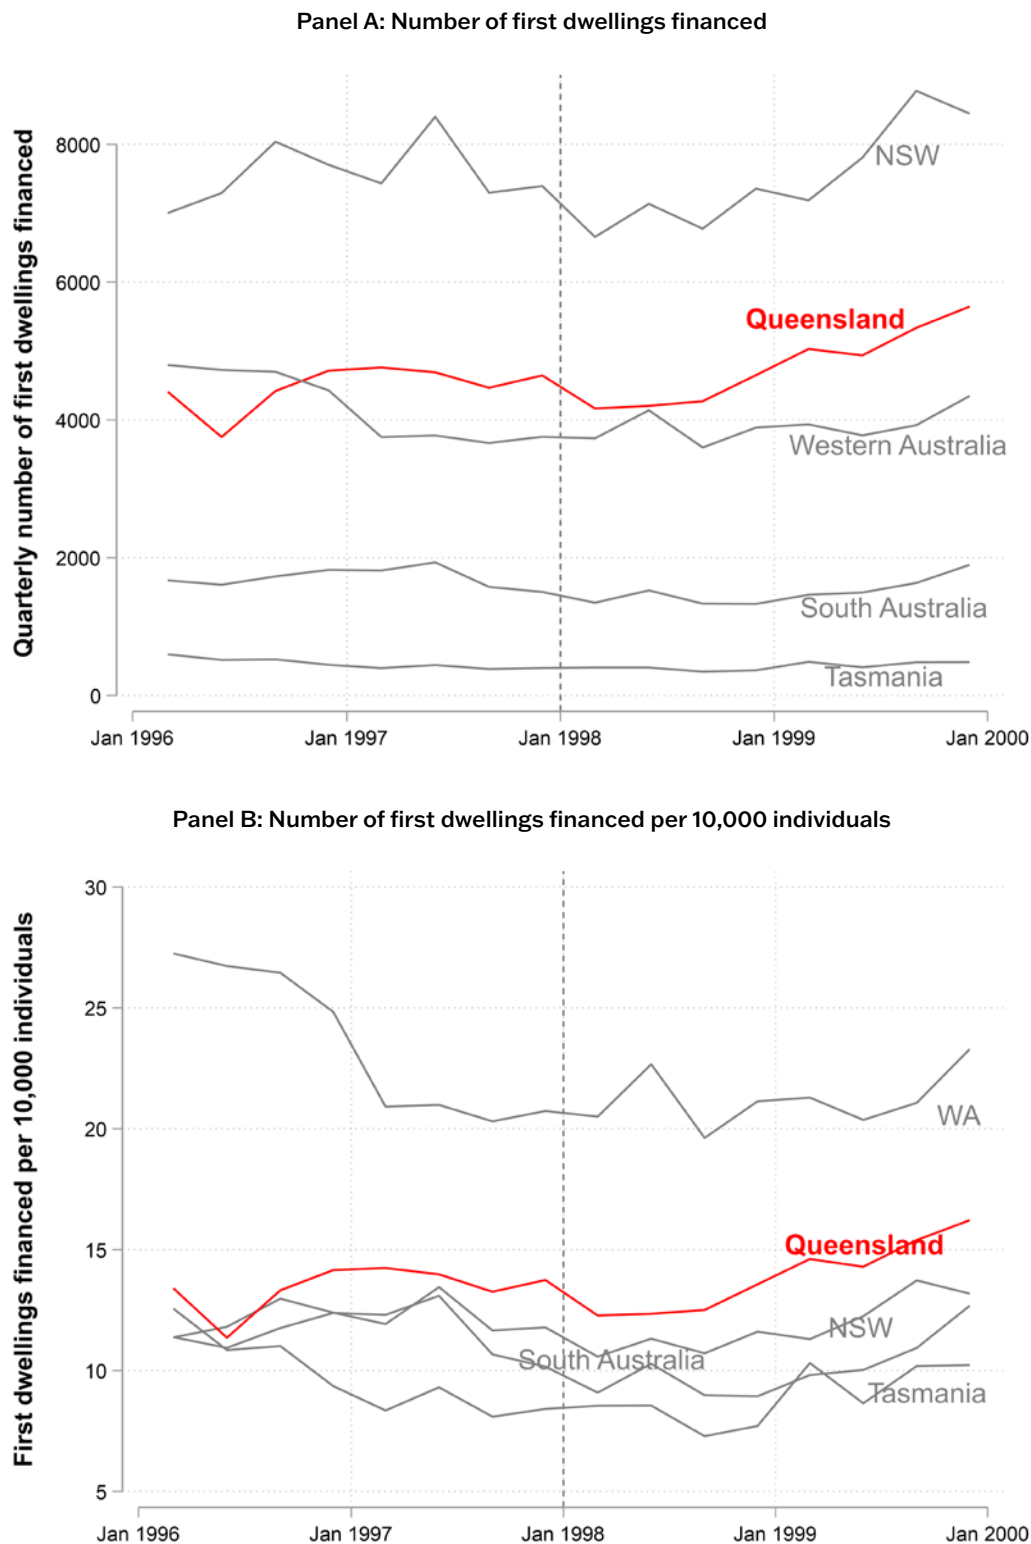 Panel A: Number of first dwellings financed
Quarterly number of first dwellings financed
8000
6000
4000
2000
0
NSW
Queensland
Western Australia
South Australia
Tasmania
Jan 1996
Jan 1997
Jan 1998
Jan 1999
Jan 2000
Panel B: Number of first dwellings financed per 10,000 individuals
First dwellings financed per 10,000 individuals
30
25
20
15
10
5
WA
Queensland
NSW
South Australia
Tasmania
Jan 1996
Jan 1997
Jan 1998
Jan 1999
Jan 2000